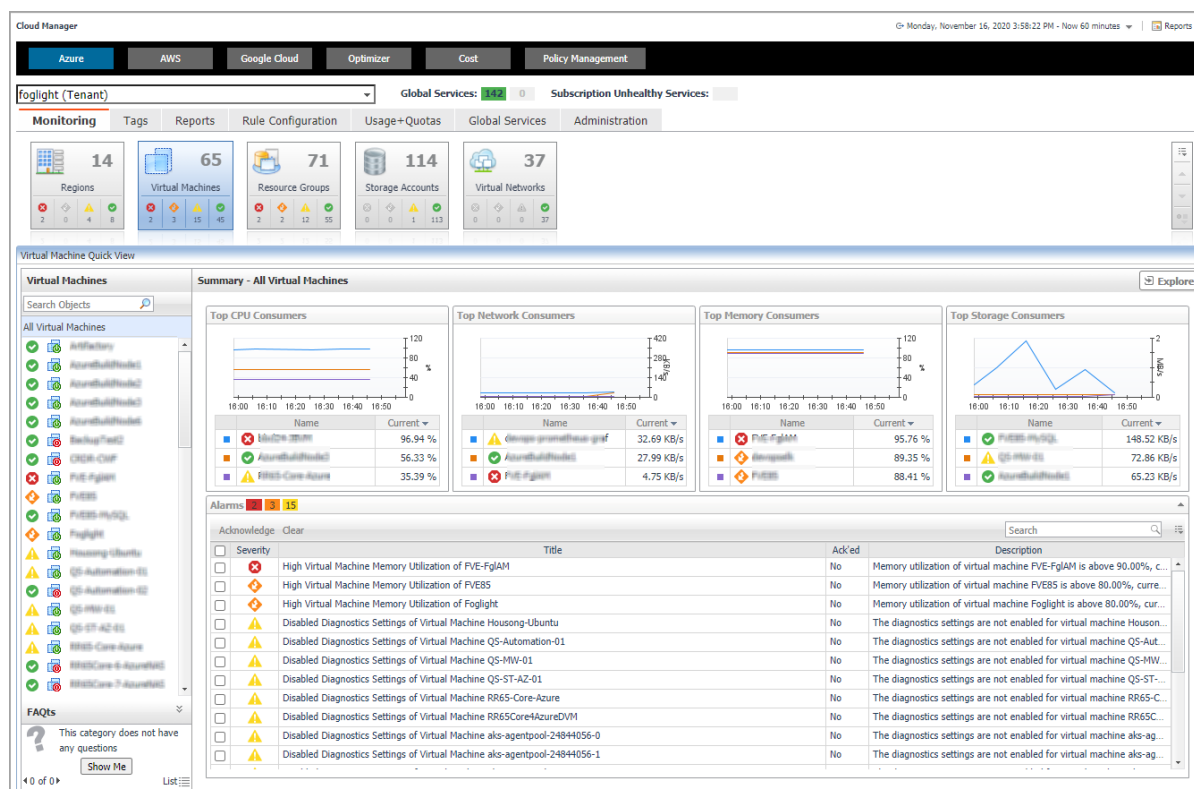 Cloud Manager
Monday, November 16, 2020 3:58:22 PM - Now 60 minutes
Reports
Azure AWS Google Cloud Optimizer Cost Policy Management
foglight (Tenant)
Global Services: 142 0 Subscription Unhealthy Services:
Monitoring Tags Reports Rule Configuration Usage+Quotas Global Services Administration
14 65 71 114 37
Regions Virtual Machines Resource Groups Storage Accounts Virtual Networks
2 0 4 8 2 3 15 45 2 2 12 55 0 0 1 113 0 0 0 37
Virtual Machine Quick View
Virtual Machines
Search Objects
All Virtual Machines
FAQts
This category does not have
any questions
Show Me
0 of 0
List
Summary - All Virtual Machines
Explore
Top CPU Consumers
120
80
%
40
0
16:00 16:10 16:20 16:30 16:40 16:50
Name Current
96.94 %
56.33 %
35.39 %
Top Network Consumers
420
280
KB/s
140
0
16:00 16:10 16:20 16:30 16:40 16:50
Name Current
32.69 KB/s
27.99 KB/s
4.75 KB/s
Top Memory Consumers
120
80
%
40
0
16:00 16:10 16:20 16:30 16:40 16:50
Name Current
95.76 %
89.35 %
88.41 %
Top Storage Consumers
2
MB/s
1
0
16:00 16:10 16:20 16:30 16:40 16:50
Name Current
148.52 KB/s
72.86 KB/s
65.23 KB/s
Alarms 2 3 15
Acknowledge Clear
Search
Severity Title Ack'ed Description
High Virtual Machine Memory Utilization of FVE-FglAM No Memory utilization of virtual machine FVE-FglAM is above 90.00%, c...
High Virtual Machine Memory Utilization of FVE85 No Memory utilization of virtual machine FVE85 is above 80.00%, curre...
High Virtual Machine Memory Utilization of Foglight No Memory utilization of virtual machine Foglight is above 80.00%, cur...
Disabled Diagnostics Settings of Virtual Machine Housong-Ubuntu No The diagnostics settings are not enabled for virtual machine Houson...
Disabled Diagnostics Settings of Virtual Machine QS-Automation-01 No The diagnostics settings are not enabled for virtual machine QS-Aut...
Disabled Diagnostics Settings of Virtual Machine QS-MW-01 No The diagnostics settings are not enabled for virtual machine QS-MW...
Disabled Diagnostics Settings of Virtual Machine QS-ST-AZ-01 No The diagnostics settings are not enabled for virtual machine QS-ST-...
Disabled Diagnostics Settings of Virtual Machine RR65-Core-Azure No The diagnostics settings are not enabled for virtual machine RR65-C...
Disabled Diagnostics Settings of Virtual Machine RR65Core4AzureDVM No The diagnostics settings are not enabled for virtual machine RR65C...
Disabled Diagnostics Settings of Virtual Machine aks-agentpool-24844056-0 No The diagnostics settings are not enabled for virtual machine aks-ag...
Disabled Diagnostics Settings of Virtual Machine aks-agentpool-24844056-1 No The diagnostics settings are not enabled for virtual machine aks-ag...